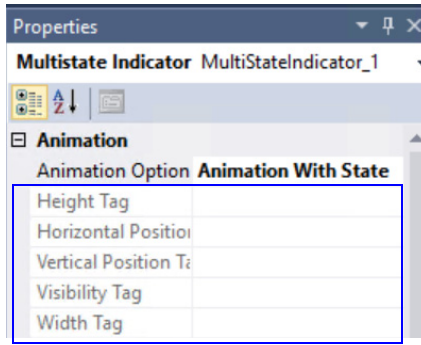 Properties
Multistate Indicator MultiStateIndicator_1
Animation
Animation Option Animation With State
Height Tag
Horizontal Position
Vertical Position Ta
Visibility Tag
Width Tag